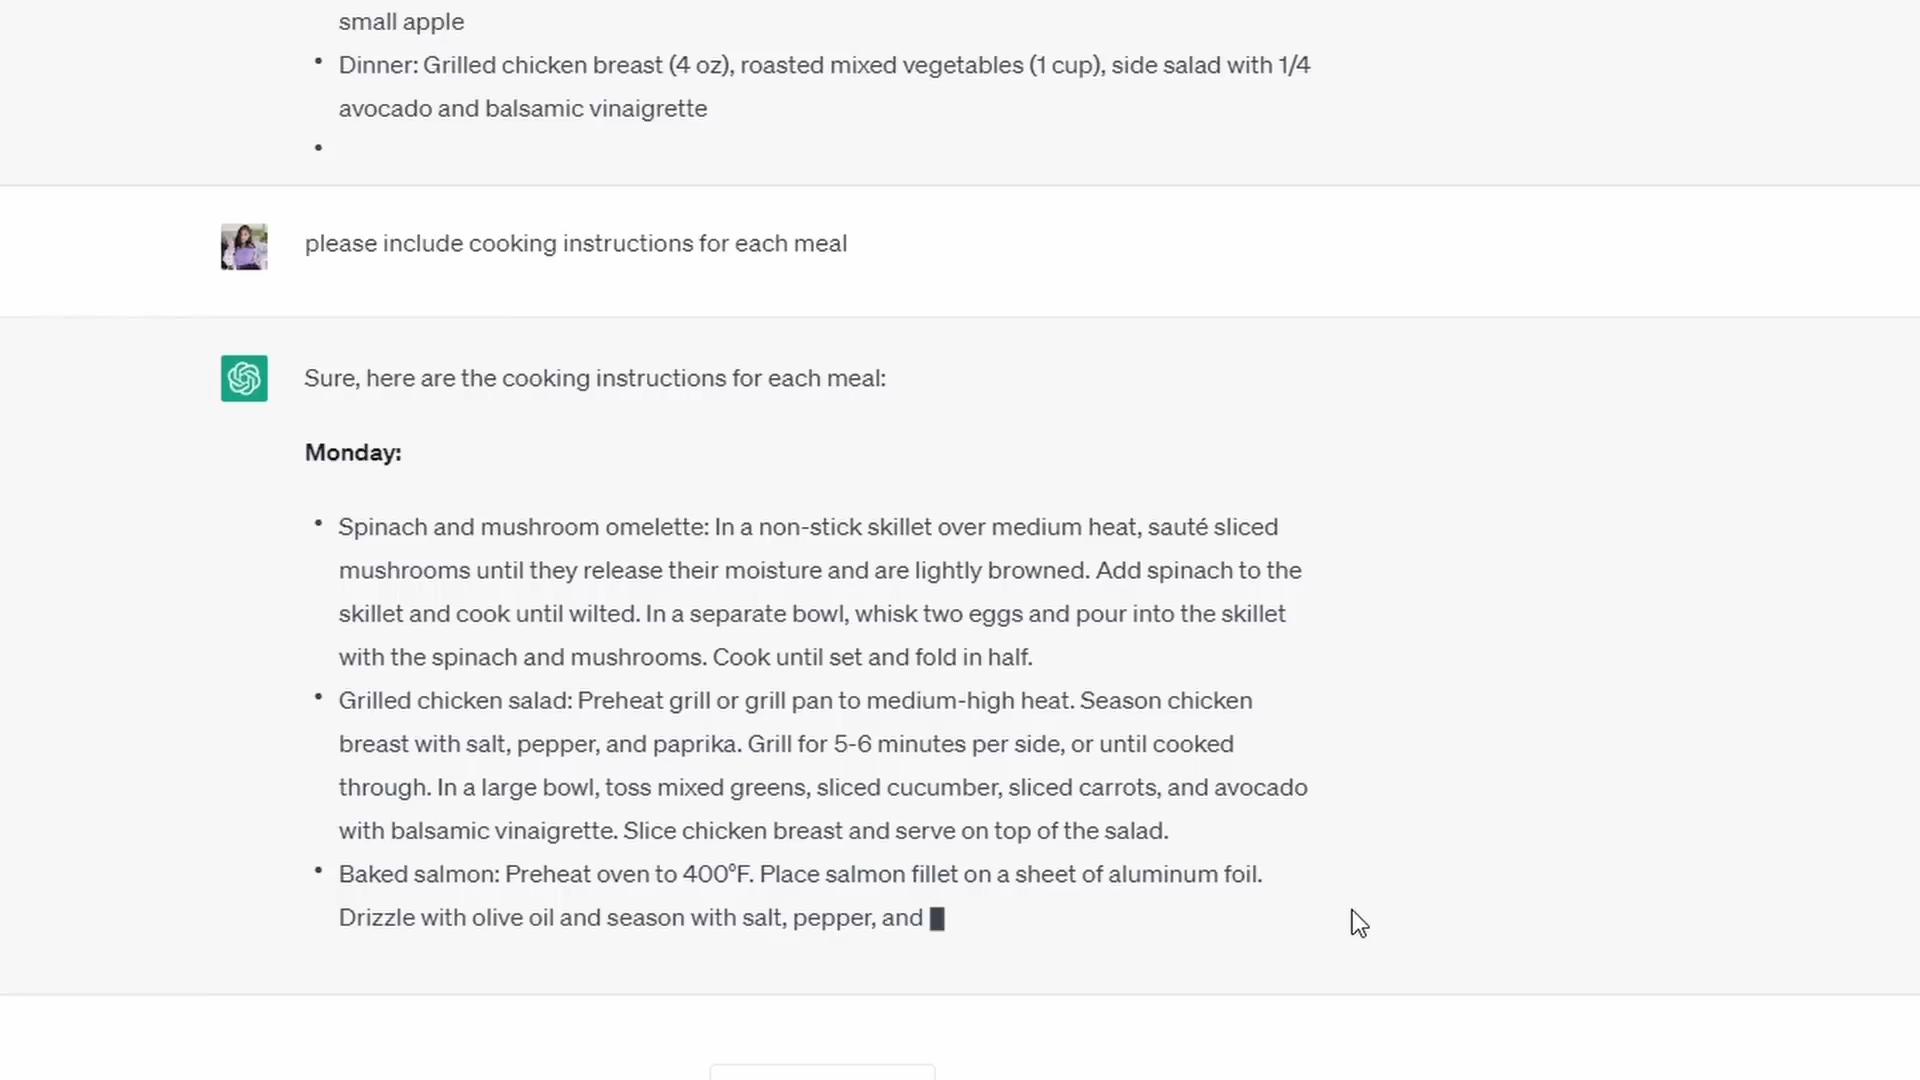 small apple
• Dinner: Grilled chicken breast (4 oz), roasted mixed vegetables (1 cup), side salad with 1/4
avocado and balsamic vinaigrette
•
please include cooking instructions for each meal
Sure, here are the cooking instructions for each meal:
Monday:
• Spinach and mushroom omelette: In a non-stick skillet over medium heat, sauté sliced
mushrooms until they release their moisture and are lightly browned. Add spinach to the
skillet and cook until wilted. In a separate bowl, whisk two eggs and pour into the skillet
with the spinach and mushrooms. Cook until set and fold in half.
• Grilled chicken salad: Preheat grill or grill pan to medium-high heat. Season chicken
breast with salt, pepper, and paprika. Grill for 5-6 minutes per side, or until cooked
through. In a large bowl, toss mixed greens, sliced cucumber, sliced carrots, and avocado
with balsamic vinaigrette. Slice chicken breast and serve on top of the salad.
• Baked salmon: Preheat oven to 400°F. Place salmon fillet on a sheet of aluminum foil.
Drizzle with olive oil and season with salt, pepper, and